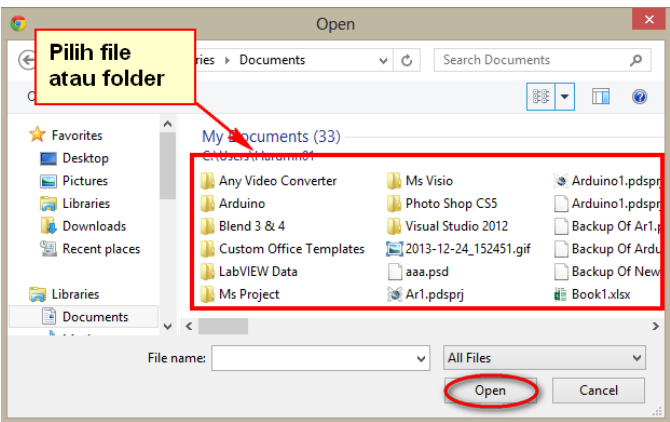 Open
Pilih file
atau folder
ries Documents
Search Documents
Favorites
Desktop
Pictures
Libraries
Downloads
Recent places
Libraries
Documents
My Documents (33)
Any Video Converter
Arduino
Blend 3 & 4
Custom Office Templates
LabVIEW Data
Ms Project
Ms Visio
Photo Shop CS5
Visual Studio 2012
2013-12-24_152451.gif
aaa.psd
Ar1.pdsprj
Arduino1.pdsprj
Arduino1.pdsprj
Backup Of Ar1.p
Backup Of Ardu
Backup Of New
Book1.xlsx
File name:
All Files
Open
Cancel